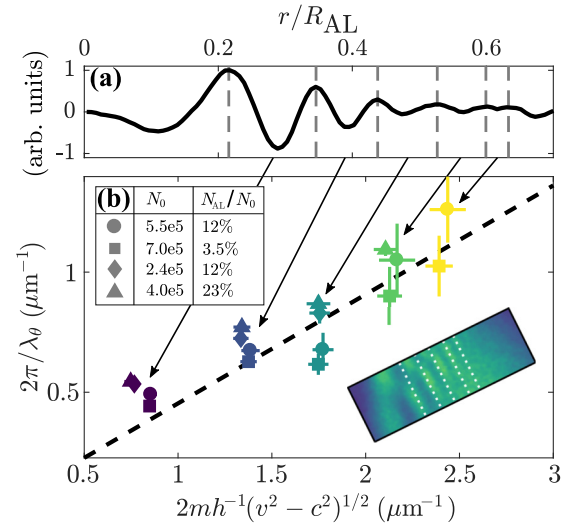 r/R_AL
0 0.2 0.4 0.6
(a)
(arb. units)
1
0
-1
(b)
N_0 N_AL/N_0
5.5e5 12%
7.0e5 3.5%
2.4e5 12%
4.0e5 23%
2π/λ_θ (μm⁻¹)
1
0.5
0.5 1 1.5 2 2.5 3
2mh⁻¹(v² − c²)^{1/2} (μm⁻¹)